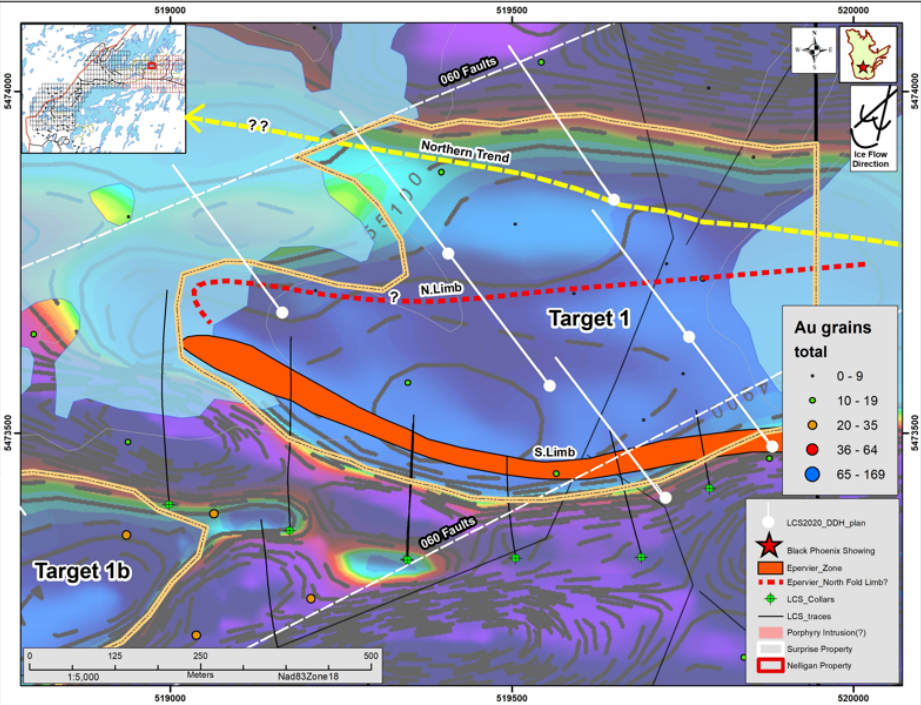 519000
519500
520000
5474000
5474000
N
W
E
S
Ice Flow
Direction
060 Faults
? ?
Northern Trend
55100
?
N.Limb
Target 1
S.Limb
060 Faults
Target 1b
5473500
5473500
Au grains
total
0 - 9
10 - 19
20 - 35
36 - 64
65 - 169
LCS2020_DDH_plan
Black Phoenix Showing
Epervier_Zone
Epervier_North Fold Limb?
LCS_Collars
LCS_traces
Porphyry Intrusion(?)
Surprise Property
Nelligan Property
0 125 250 500
1:5,000 Meters Nad83Zone18
519000
519500
520000